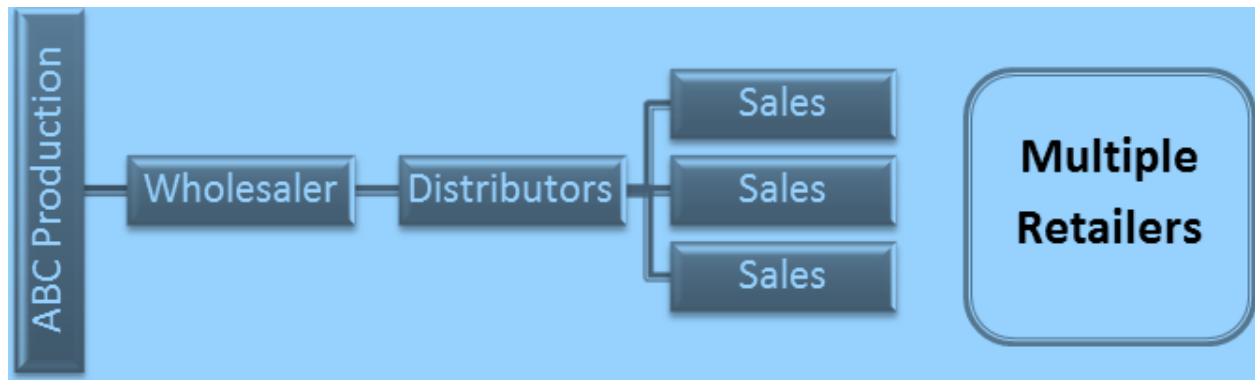 ABC Production
Wholesaler
Distributors
Sales
Sales
Sales
Multiple
Retailers